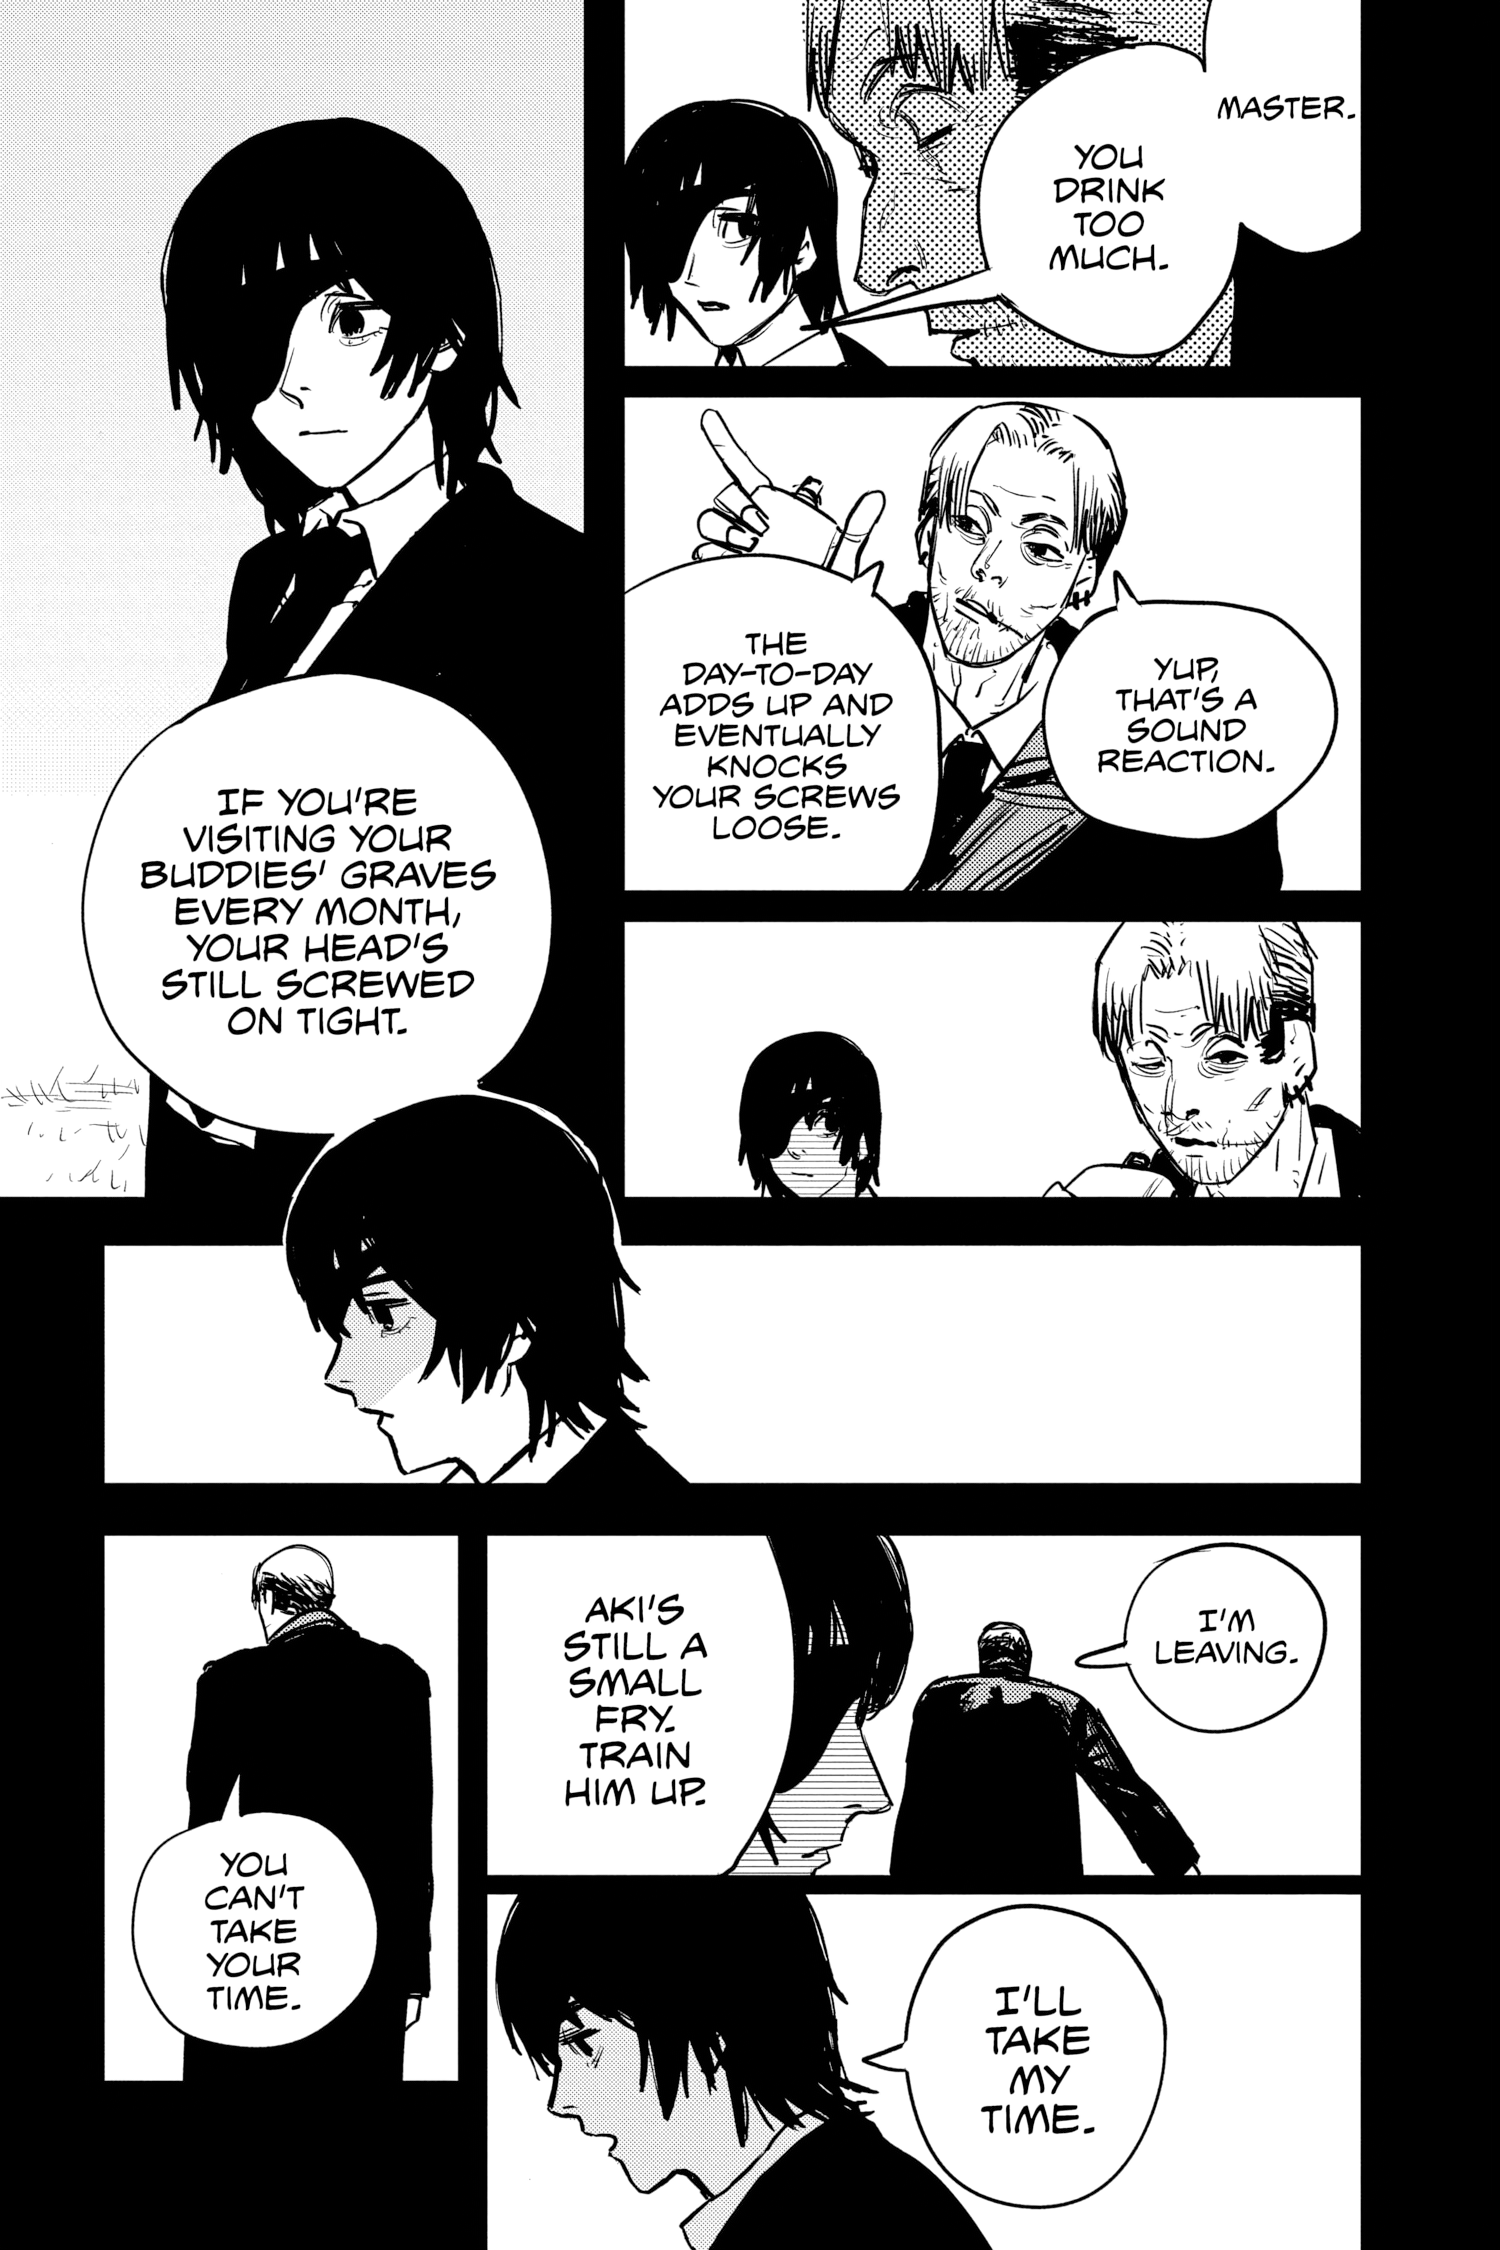 MASTER.
YOU
DRINK
TOO
MUCH.
YUP,
THAT'S A
SOUND
REACTION.
THE
DAY-TO-DAY
ADDS UP AND
EVENTUALLY
KNOCKS
YOUR SCREWS
LOOSE.
IF YOU'RE
VISITING YOUR
BUDDIES' GRAVES
EVERY MONTH,
YOUR HEAD'S
STILL SCREWED
ON TIGHT.
I'M
LEAVING.
AKI'S
STILL A
SMALL
FRY.
TRAIN
HIM UP.
I'LL
TAKE
MY
TIME.
YOU
CAN'T
TAKE
YOUR
TIME.